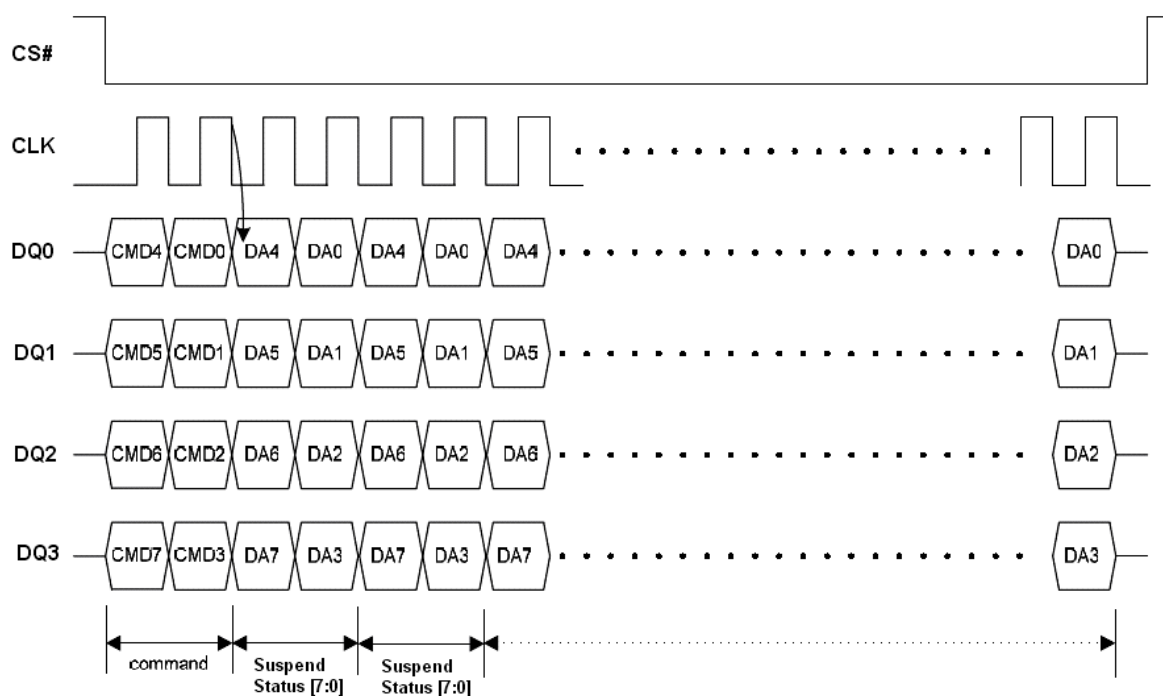 CS#
CLK
DQ0 CMD4 CMD0 DA4 DA0 DA4 DA0 DA4 DA0
DQ1 CMD5 CMD1 DA5 DA1 DA5 DA1 DA5 DA1
DQ2 CMD6 CMD2 DA6 DA2 DA6 DA2 DA6 DA2
DQ3 CMD7 CMD3 DA7 DA3 DA7 DA3 DA7 DA3
command Suspend Suspend
Status [7:0] Status [7:0]